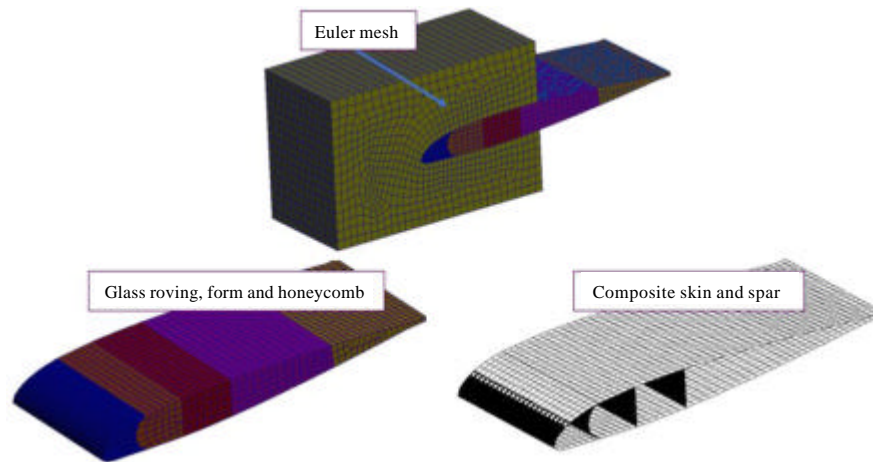 Euler mesh
Glass roving, form and honeycomb
Composite skin and spar